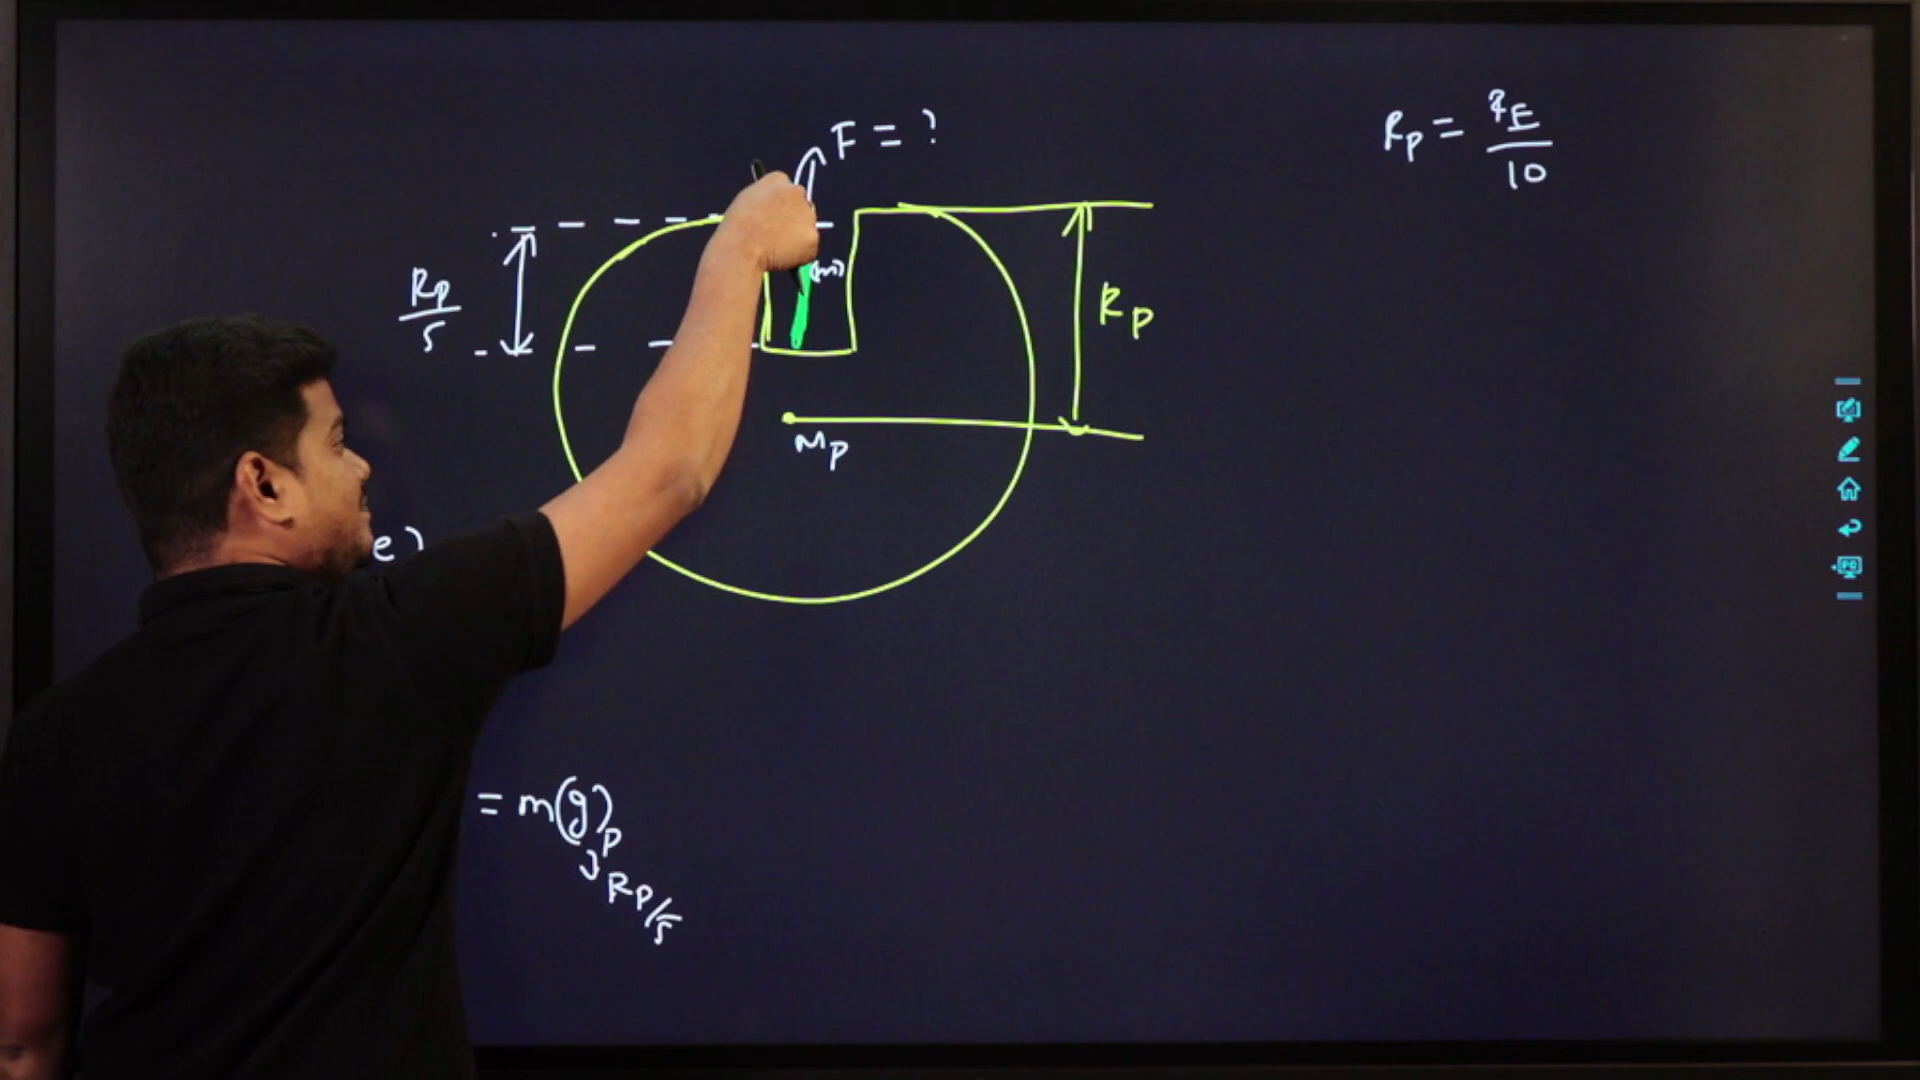 F = ?
R_P = R_E / 10
R_P / 5
(m)
R_P
M_P
e)
= m(g)_P
R_P/5